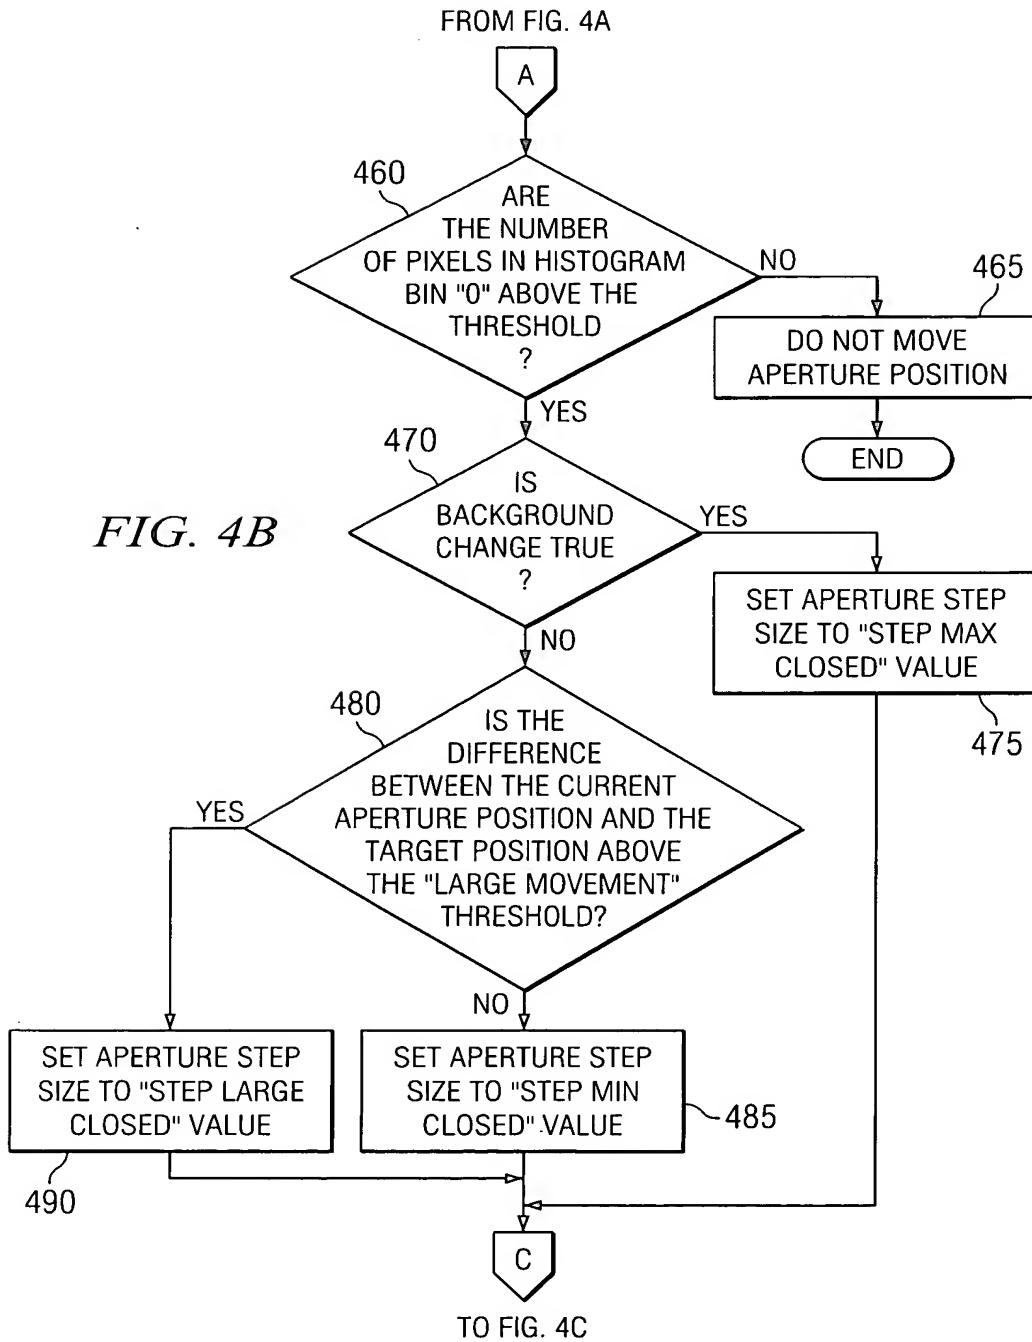 FROM FIG. 4A
A
460
ARE
THE NUMBER
OF PIXELS IN HISTOGRAM
BIN "0" ABOVE THE
THRESHOLD
?
NO
465
DO NOT MOVE
APERTURE POSITION
END
YES
470
IS
BACKGROUND
CHANGE TRUE
?
YES
FIG. 4B
SET APERTURE STEP
SIZE TO "STEP MAX
CLOSED" VALUE
475
NO
480
IS THE
DIFFERENCE
BETWEEN THE CURRENT
APERTURE POSITION AND THE
TARGET POSITION ABOVE
THE "LARGE MOVEMENT"
THRESHOLD?
YES
NO
SET APERTURE STEP
SIZE TO "STEP LARGE
CLOSED" VALUE
490
SET APERTURE STEP
SIZE TO "STEP MIN
CLOSED" VALUE
485
C
TO FIG. 4C